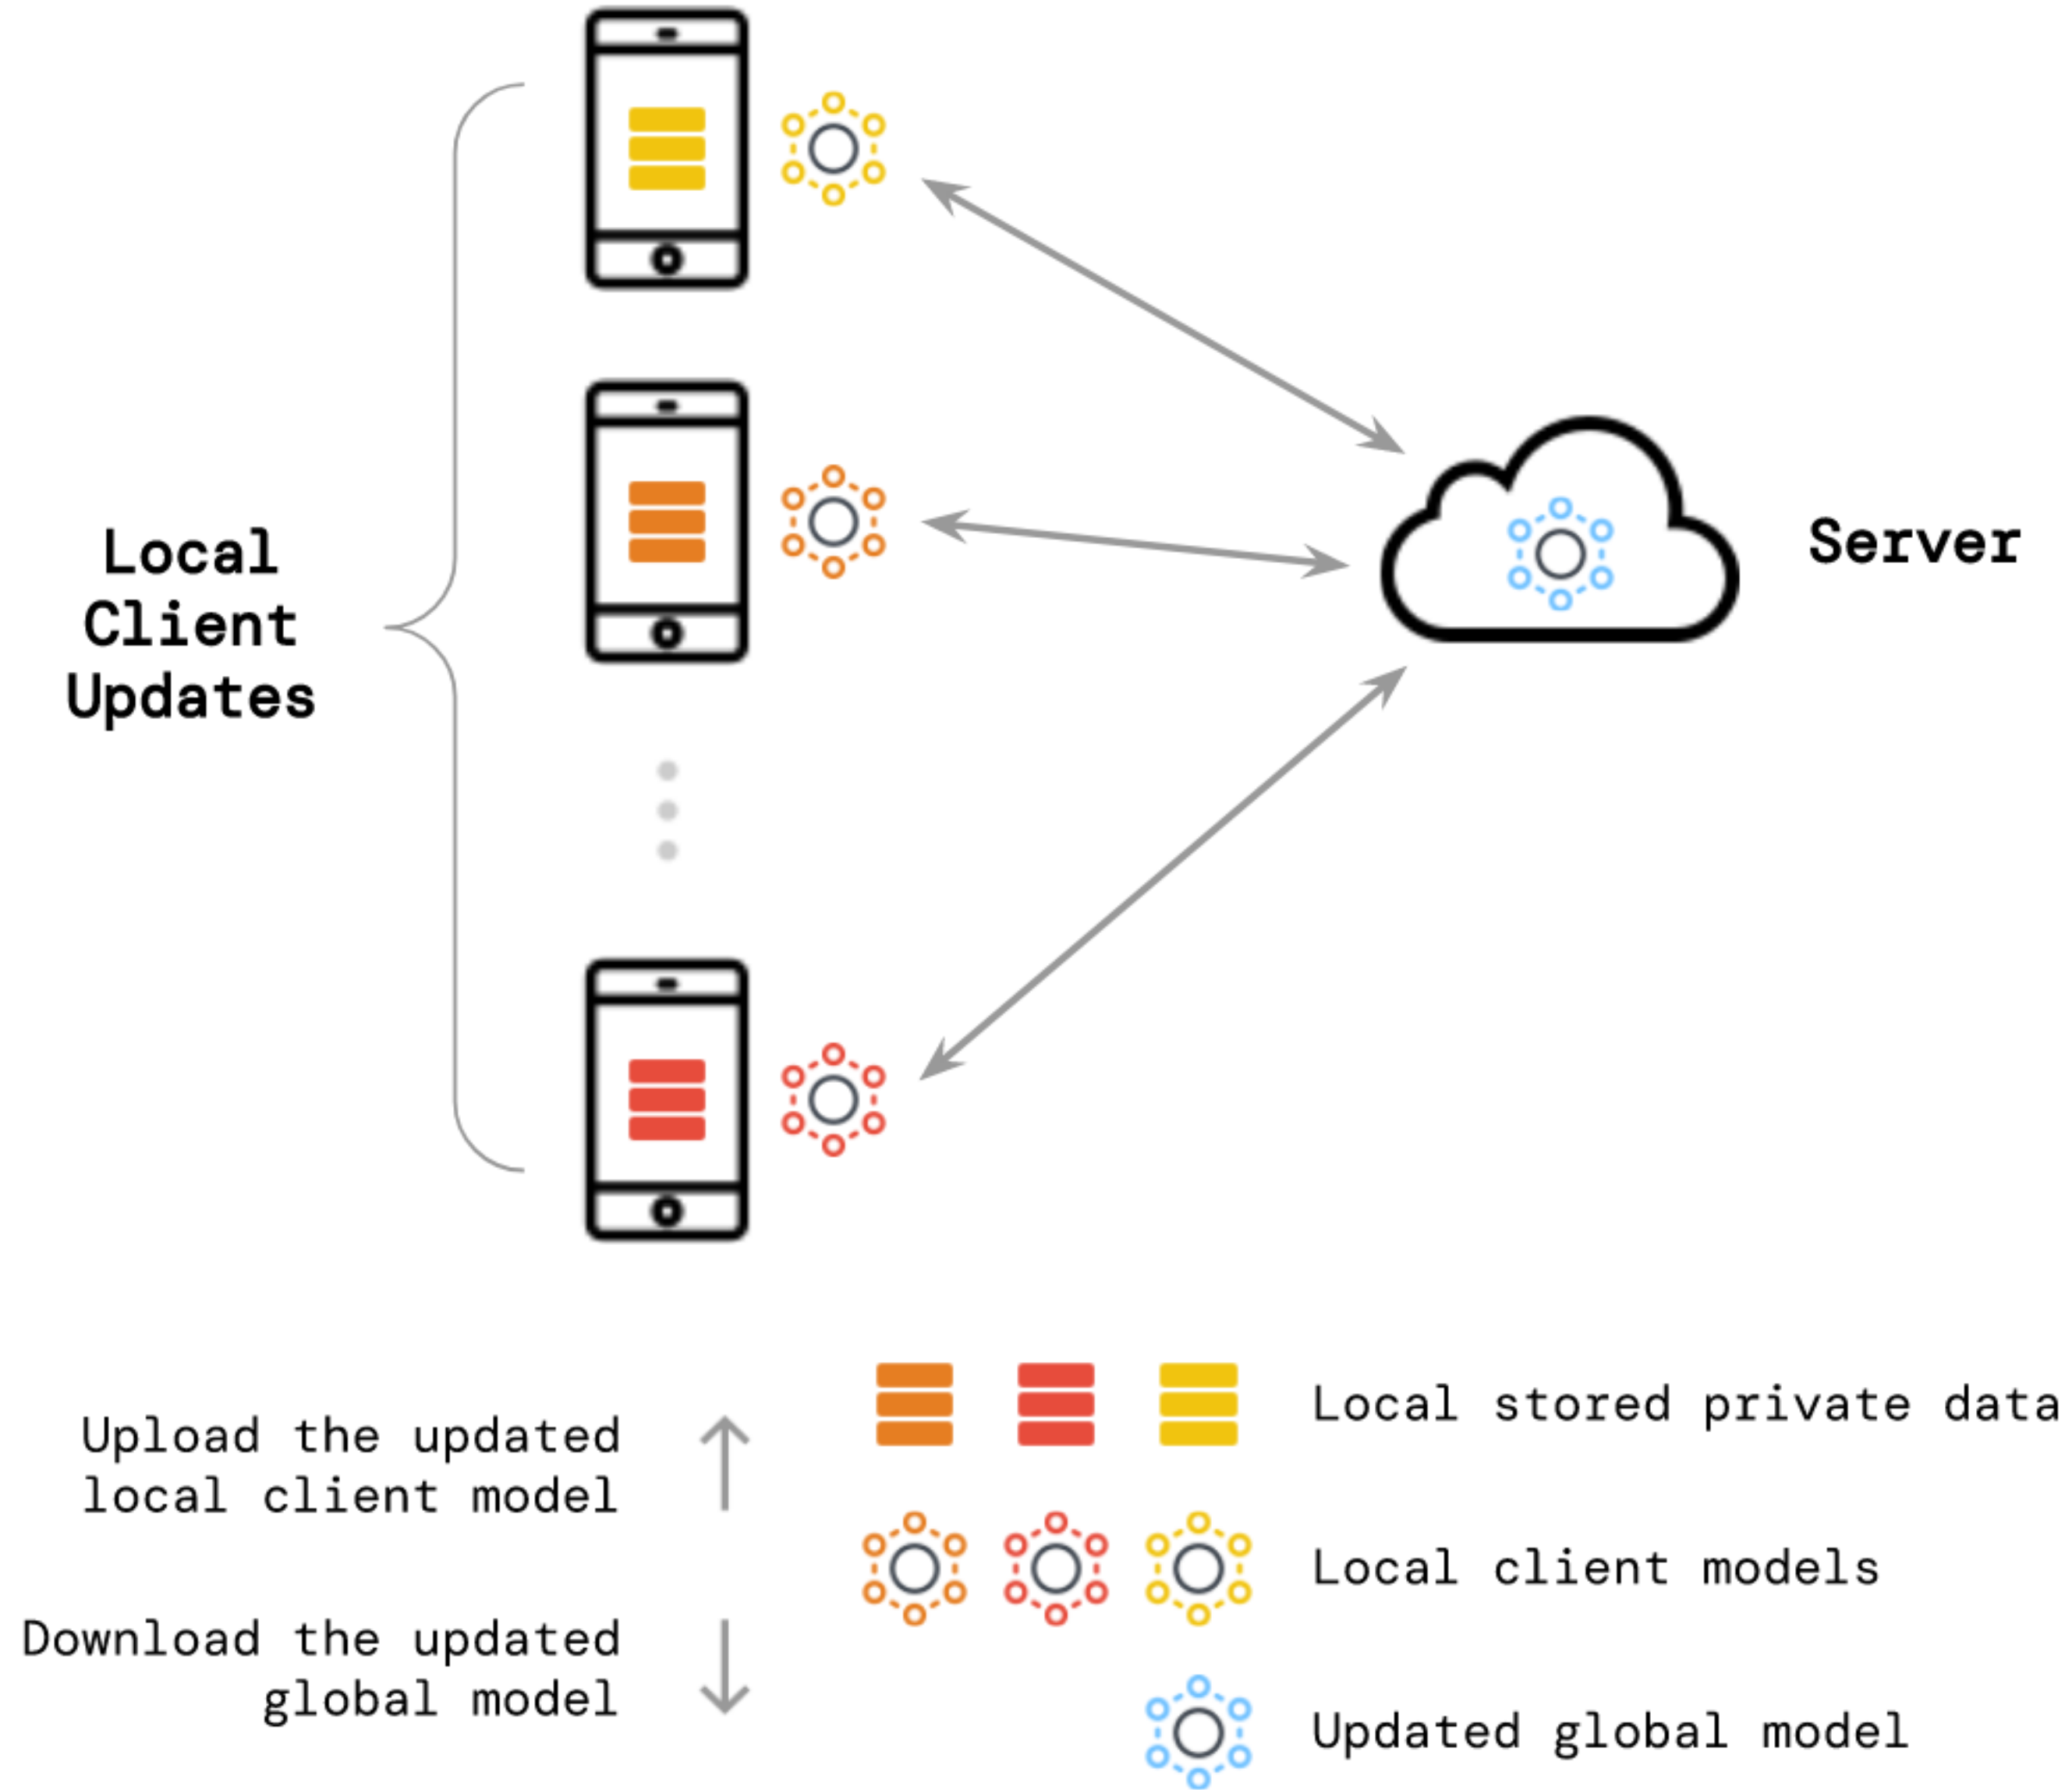 Local
Client
Updates
Server
Upload the updated
local client model
Download the updated
global model
Local stored private data
Local client models
Updated global model